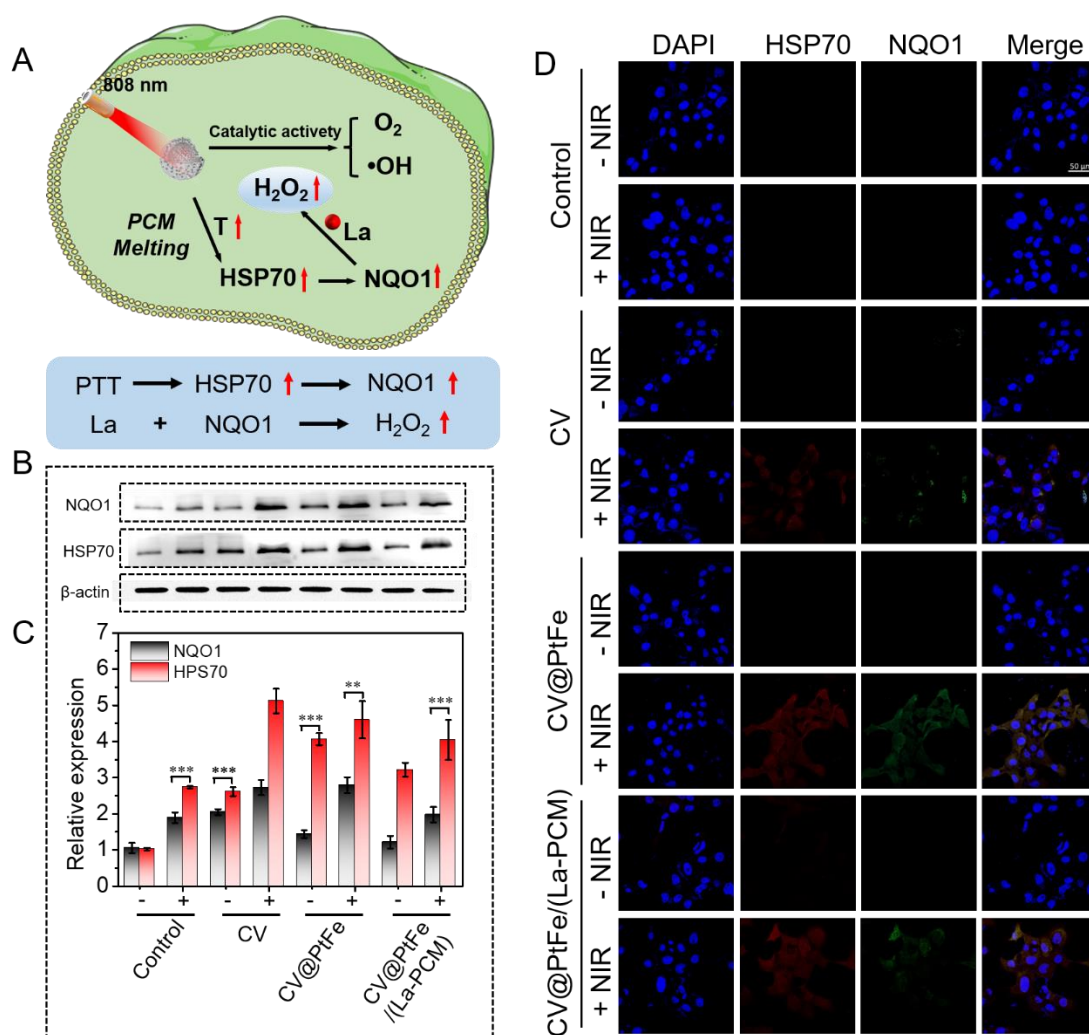 A
808 nm
Catalytic activety
O₂
•OH
H₂O₂
PCM
Melting
T
La
HSP70
NQO1
PTT HSP70 NQO1
La + NQO1 H₂O₂
B
NQO1
HSP70
β-actin
C
Relative expression
7
6
5
4
3
2
1
0
NQO1
HPS70
***
***
***
**
***
- + - + - + - +
Control
CV
CV@PtFe
CV@PtFe
/(La-PCM)
D
DAPI HSP70 NQO1 Merge
Control
- NIR
50 μm
+ NIR
CV
- NIR
+ NIR
CV@PtFe
- NIR
+ NIR
CV@PtFe/(La-PCM)
- NIR
+ NIR